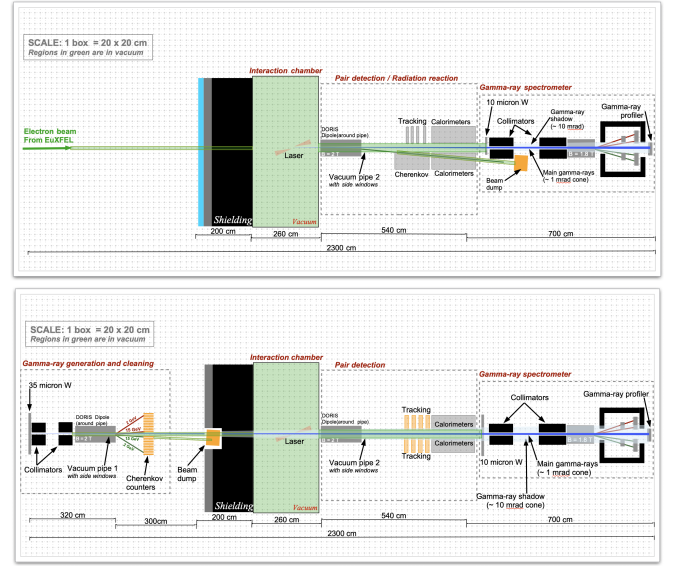 SCALE: 1 box = 20 x 20 cm
Regions in green are in vacuum
Interaction chamber
Pair detection / Radiation reaction
Gamma-ray spectrometer
10 micron W
Collimators
Gamma-ray
shadow
(~ 10 mrad)
Gamma-ray
profiler
DORIS
Dipole(around pipe)
Tracking
Calorimeters
Electron beam
From EuXFEL
Laser
Vacuum pipe 2
with side windows
Cherenkov
Calorimeters
Beam
dump
Main gamma-rays
(~ 1 mrad cone)
Shielding
Vacuum
200 cm
260 cm
540 cm
700 cm
2300 cm
SCALE: 1 box = 20 x 20 cm
Regions in green are in vacuum
Gamma-ray generation and cleaning
Interaction chamber
Pair detection
Gamma-ray spectrometer
35 micron W
Collimators
Gamma-ray profiler
DORIS Dipole
(around pipe)
B = 2 T
DORIS
Dipole(around pipe)
Tracking
Calorimeters
Calorimeters
Tracking
Laser
B = 2 T
B = 1.8 T
Collimators
Vacuum pipe 1
with side windows
Cherenkov
counters
Beam
dump
Vacuum pipe 2
with side windows
10 micron W
Main gamma-rays
(~ 1 mrad cone)
Gamma-ray shadow
(~ 10 mrad cone)
Shielding
Vacuum
320 cm
300cm
200 cm
260 cm
540 cm
700 cm
2300 cm